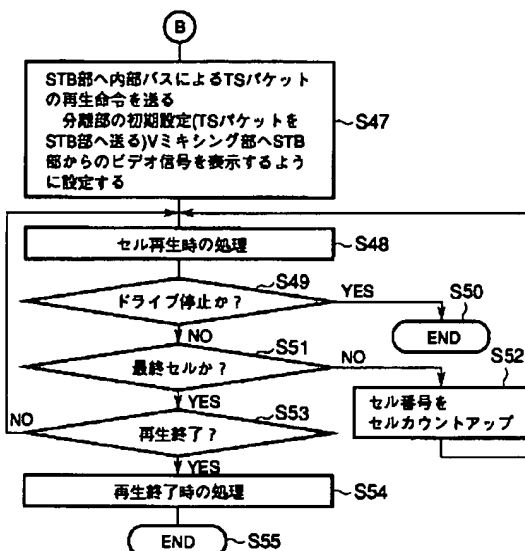 B
STB部へ内部バスによるTSパケット
の再生命令を送る
分離部の初期設定(TSパケットを
STB部へ送る)Vミキシング部へSTB
部からのビデオ信号を表示するよう
に設定する
S47
セル再生時の処理
S48
ドライブ停止か?
S49
YES
S50
END
NO
最終セルか?
S51
NO
S52
セル番号を
セルカウントアップ
YES
再生終了?
S53
NO
YES
再生終了時の処理
S54
END
S55